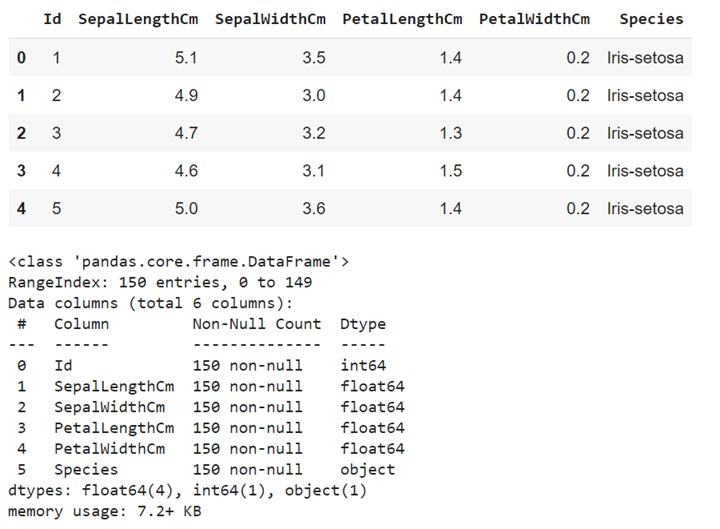 Id SepalLengthCm SepalWidthCm PetalLengthCm PetalWidthCm Species
0 1 5.1 3.5 1.4 0.2 Iris-setosa
1 2 4.9 3.0 1.4 0.2 Iris-setosa
2 3 4.7 3.2 1.3 0.2 Iris-setosa
3 4 4.6 3.1 1.5 0.2 Iris-setosa
4 5 5.0 3.6 1.4 0.2 Iris-setosa
<class 'pandas.core.frame.DataFrame'>
RangeIndex: 150 entries, 0 to 149
Data columns (total 6 columns):
# Column Non-Null Count Dtype
--- ------ -------------- -----
0 Id 150 non-null int64
1 SepalLengthCm 150 non-null float64
2 SepalWidthCm 150 non-null float64
3 PetalLengthCm 150 non-null float64
4 PetalWidthCm 150 non-null float64
5 Species 150 non-null object
dtypes: float64(4), int64(1), object(1)
memory usage: 7.2+ KB